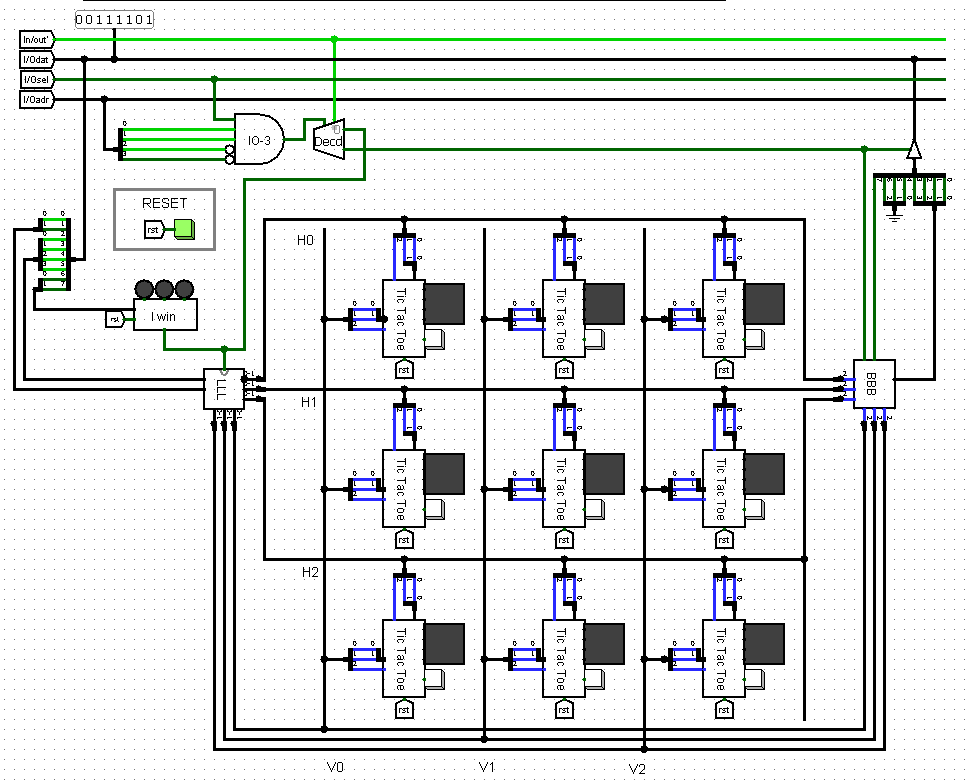 00111101
In/out'
I/Odat
I/Osel
I/Oadr
IO-3
Decd
RESET
rst
I win
rst
LLL
BBB
H0
Tic Tac Toe
Tic Tac Toe
Tic Tac Toe
rst
rst
rst
H1
Tic Tac Toe
Tic Tac Toe
Tic Tac Toe
rst
rst
rst
H2
Tic Tac Toe
Tic Tac Toe
Tic Tac Toe
rst
rst
rst
V0
V1
V2